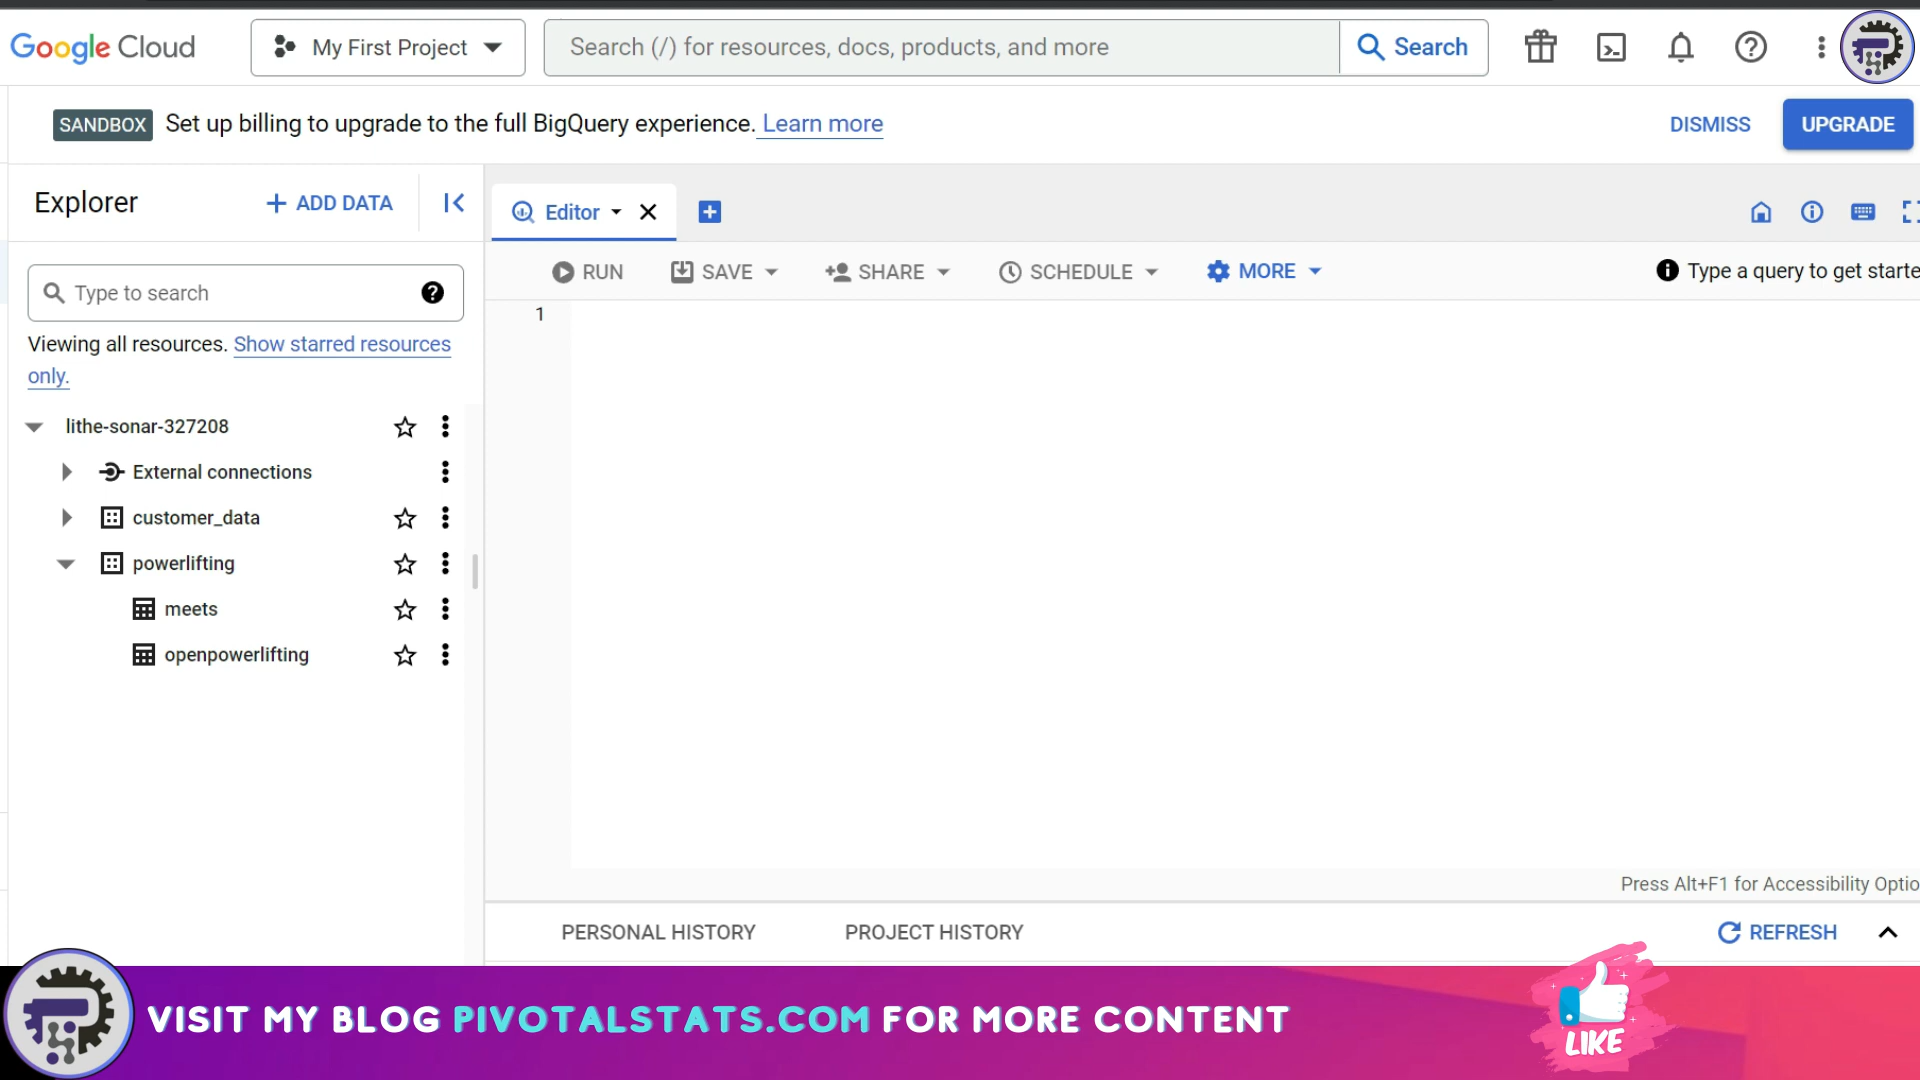 Google Cloud
My First Project
Search (/) for resources, docs, products, and more
Search
SANDBOX
Set up billing to upgrade to the full BigQuery experience. Learn more
DISMISS
UPGRADE
Explorer
+ ADD DATA
Editor
RUN
SAVE
SHARE
SCHEDULE
MORE
Type a query to get starte
Type to search
Viewing all resources. Show starred resources
only.
1
lithe-sonar-327208
External connections
customer_data
powerlifting
meets
openpowerlifting
Press Alt+F1 for Accessibility Optio
PERSONAL HISTORY
PROJECT HISTORY
REFRESH
VISIT MY BLOG PIVOTALSTATS.COM FOR MORE CONTENT
LIKE